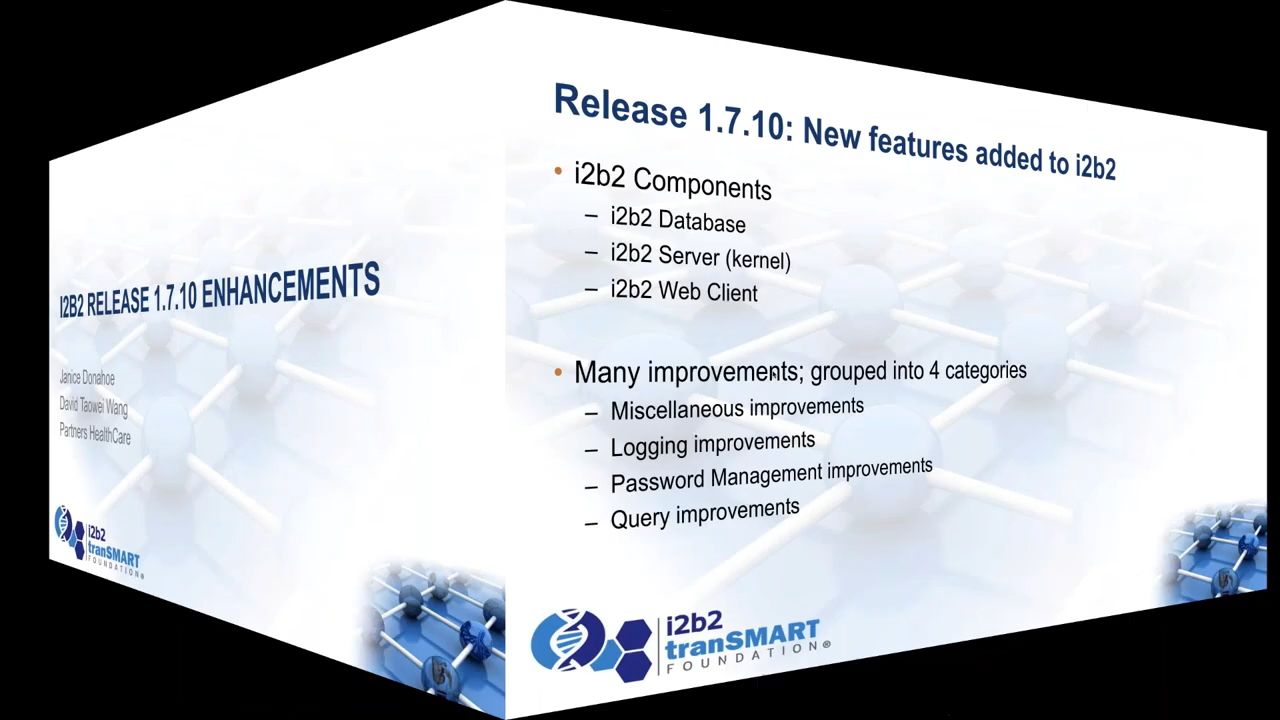 I2B2 RELEASE 1.7.10 ENHANCEMENTS
Janice Donahoe
David Taowei Wang
Partners HealthCare
i2b2
tranSMART
FOUNDATION®
Release 1.7.10: New features added to i2b2
• i2b2 Components
– i2b2 Database
– i2b2 Server (kernel)
– i2b2 Web Client
• Many improvements; grouped into 4 categories
– Miscellaneous improvements
– Logging improvements
– Password Management improvements
– Query improvements
i2b2
tranSMART
FOUNDATION®